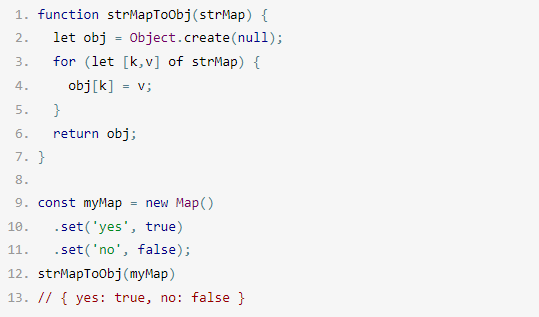 1. function strMapToObj(strMap) {
2.   let obj = Object.create(null);
3.   for (let [k,v] of strMap) {
4.     obj[k] = v;
5.   }
6.   return obj;
7. }
8.
9. const myMap = new Map()
10.   .set('yes', true)
11.   .set('no', false);
12. strMapToObj(myMap)
13. // { yes: true, no: false }